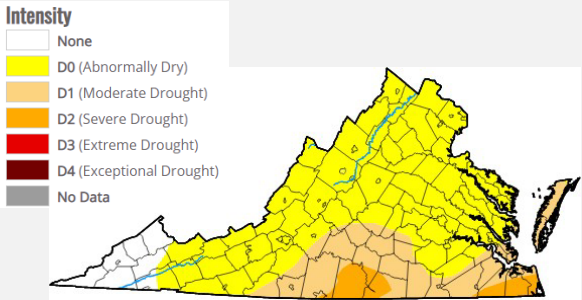 Intensity
None
D0 (Abnormally Dry)
D1 (Moderate Drought)
D2 (Severe Drought)
D3 (Extreme Drought)
D4 (Exceptional Drought)
No Data